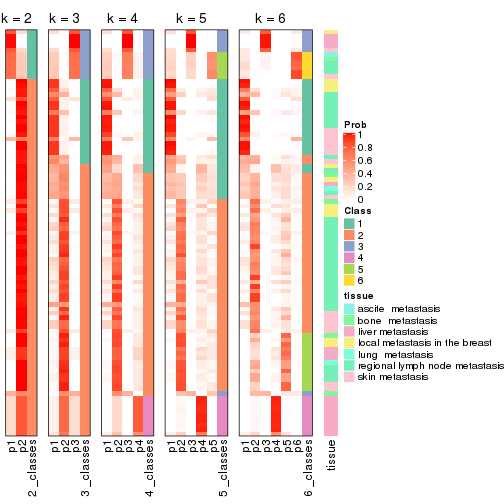 k = 2 k = 3 k = 4 k = 5 k = 6
Prob
1
0.8
0.6
0.4
0.2
0
Class
1
2
3
4
5
6
tissue
ascite metastasis
bone metastasis
liver metastasis
local metastasis in the breast
lung metastasis
regional lymph node metastasis
skin metastasis
p1 p2 2_classes p1 p2 p3 3_classes p1 p2 p3 p4 4_classes p1 p2 p3 p4 p5 5_classes p1 p2 p3 p4 p5 p6 6_classes tissue